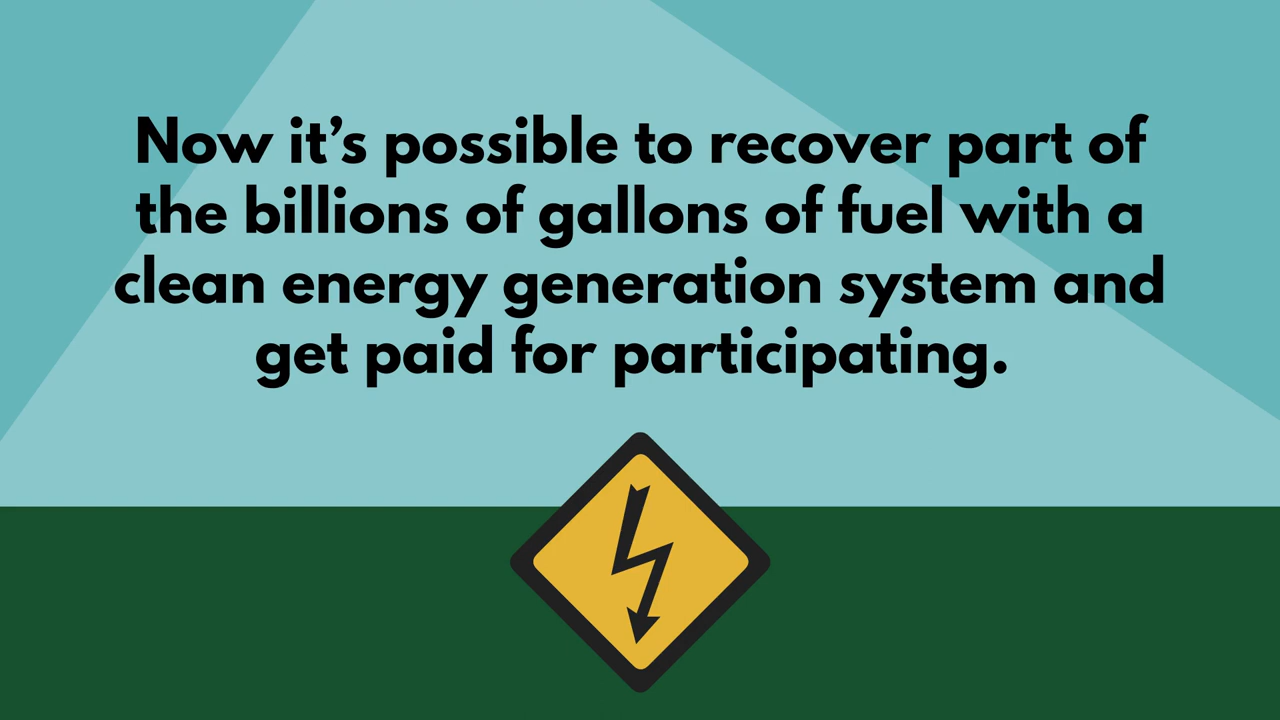 Now it’s possible to recover part of
the billions of gallons of fuel with a
clean energy generation system and
get paid for participating.